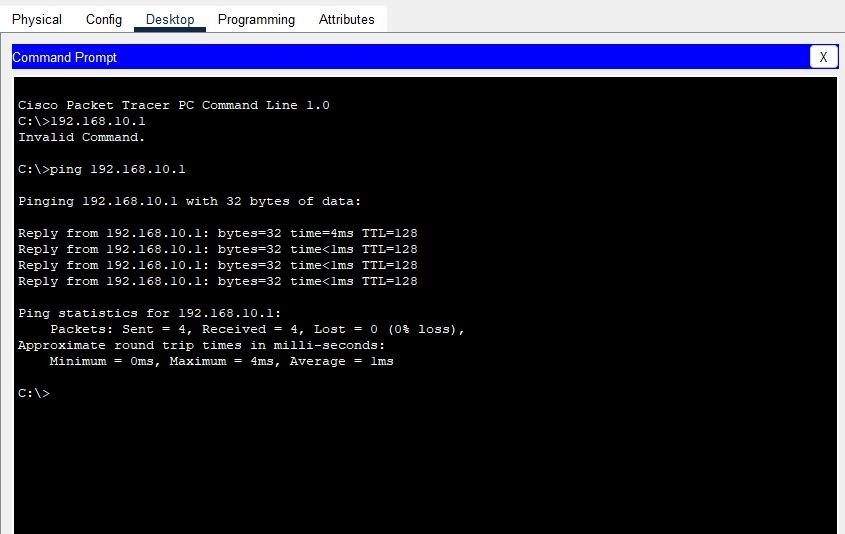 Physical Config Desktop Programming Attributes
Command Prompt X
Cisco Packet Tracer PC Command Line 1.0
C:\>192.168.10.1
Invalid Command.
C:\>ping 192.168.10.1
Pinging 192.168.10.1 with 32 bytes of data:
Reply from 192.168.10.1: bytes=32 time=4ms TTL=128
Reply from 192.168.10.1: bytes=32 time<1ms TTL=128
Reply from 192.168.10.1: bytes=32 time<1ms TTL=128
Reply from 192.168.10.1: bytes=32 time<1ms TTL=128
Ping statistics for 192.168.10.1:
Packets: Sent = 4, Received = 4, Lost = 0 (0% loss),
Approximate round trip times in milli-seconds:
Minimum = 0ms, Maximum = 4ms, Average = 1ms
C:\>